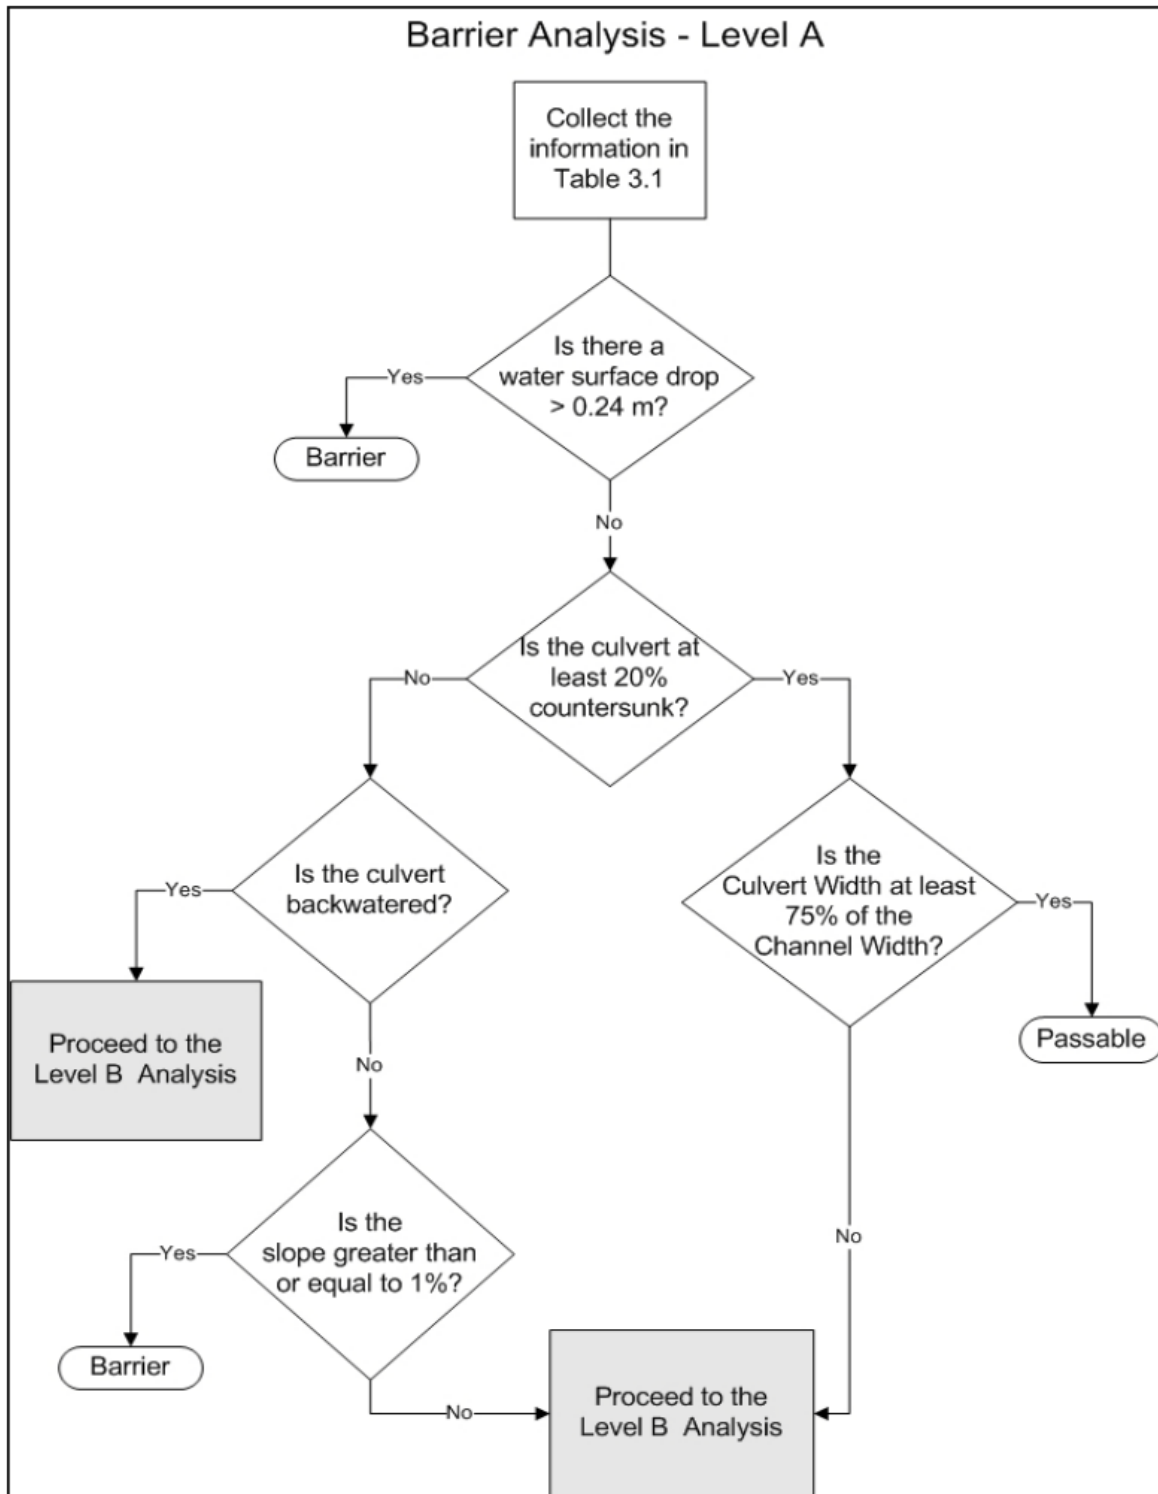 Barrier Analysis - Level A
Collect the
information in
Table 3.1
Is there a
water surface drop
> 0.24 m?
Yes
Barrier
No
Is the culvert at
least 20%
countersunk?
No
Yes
Is the culvert
backwatered?
Is the
Culvert Width at least
75% of the
Channel Width?
Yes
Yes
Proceed to the
Level B Analysis
Passable
No
Is the
slope greater than
or equal to 1%?
Yes
No
Barrier
No
Proceed to the
Level B Analysis